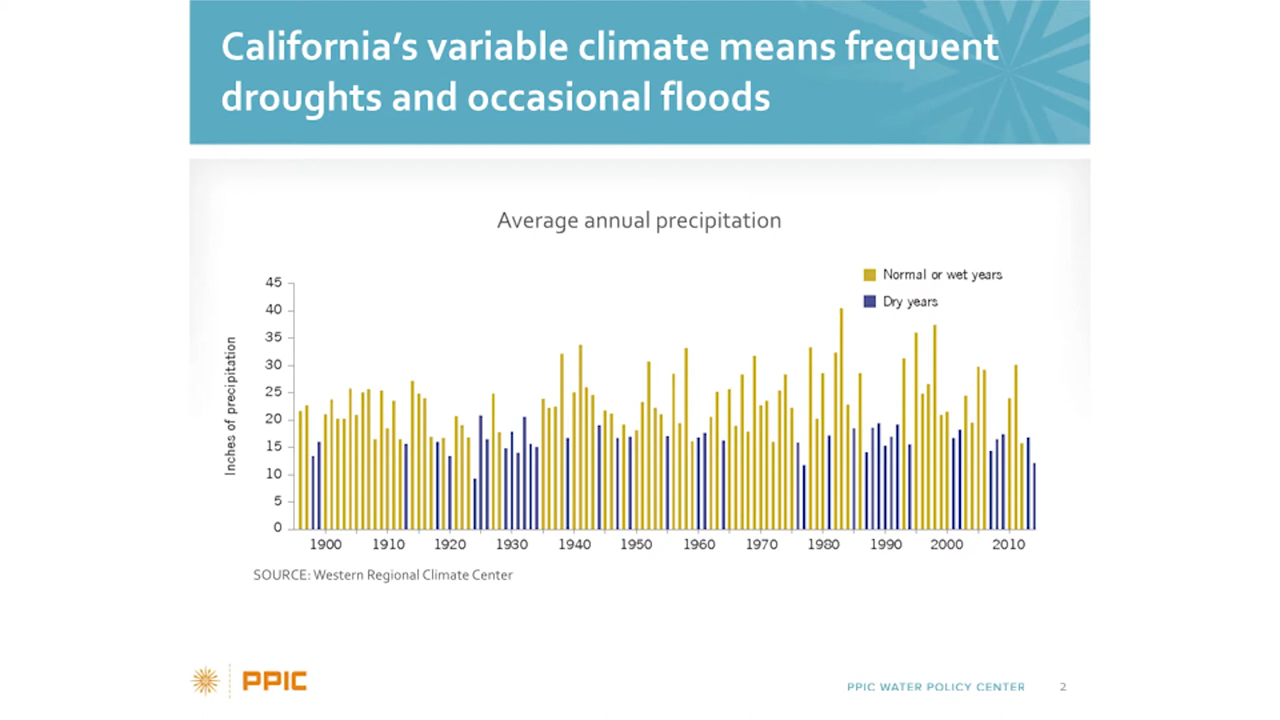 California's variable climate means frequent
droughts and occasional floods
Average annual precipitation
Normal or wet years
Dry years
Inches of precipitation
45
40
35
30
25
20
15
10
5
0
1900 1910 1920 1930 1940 1950 1960 1970 1980 1990 2000 2010
SOURCE: Western Regional Climate Center
PPIC
PPIC WATER POLICY CENTER 2